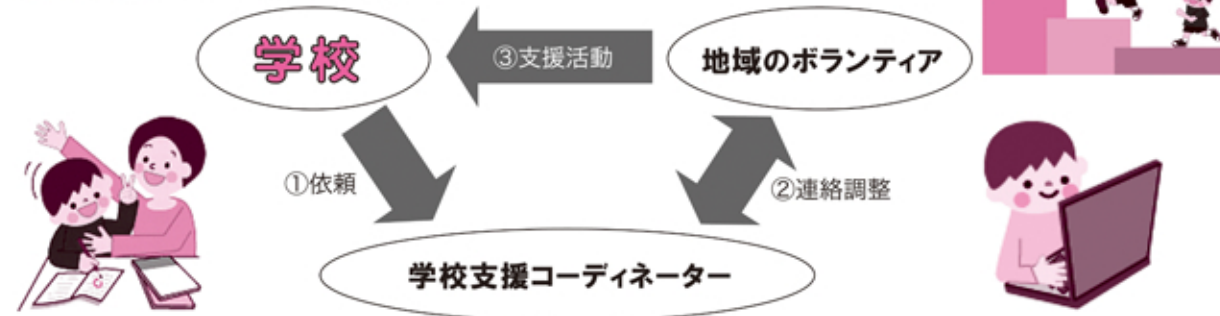 学校
③支援活動
地域のボランティア
①依頼
②連絡調整
学校支援コーディネーター